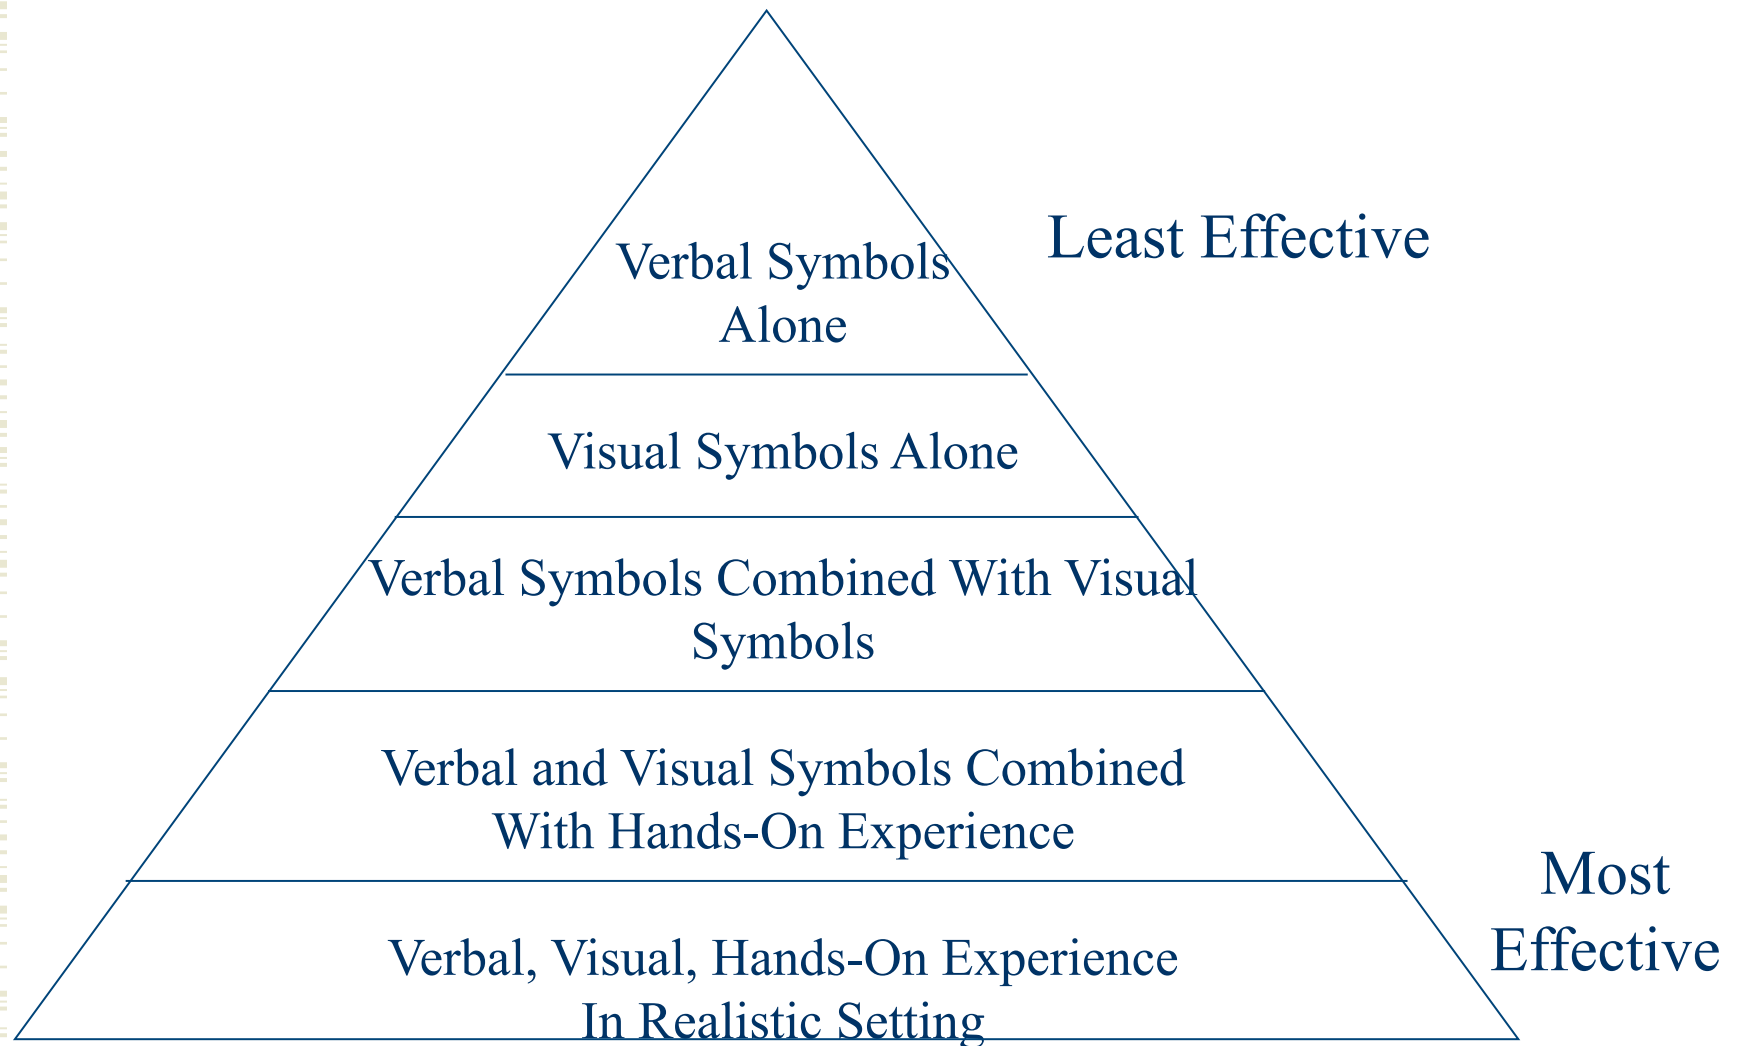 Least Effective
Verbal Symbols
Alone
Visual Symbols Alone
Verbal Symbols Combined With Visual
Symbols
Verbal and Visual Symbols Combined
With Hands-On Experience
Most
Effective
Verbal, Visual, Hands-On Experience
In Realistic Setting